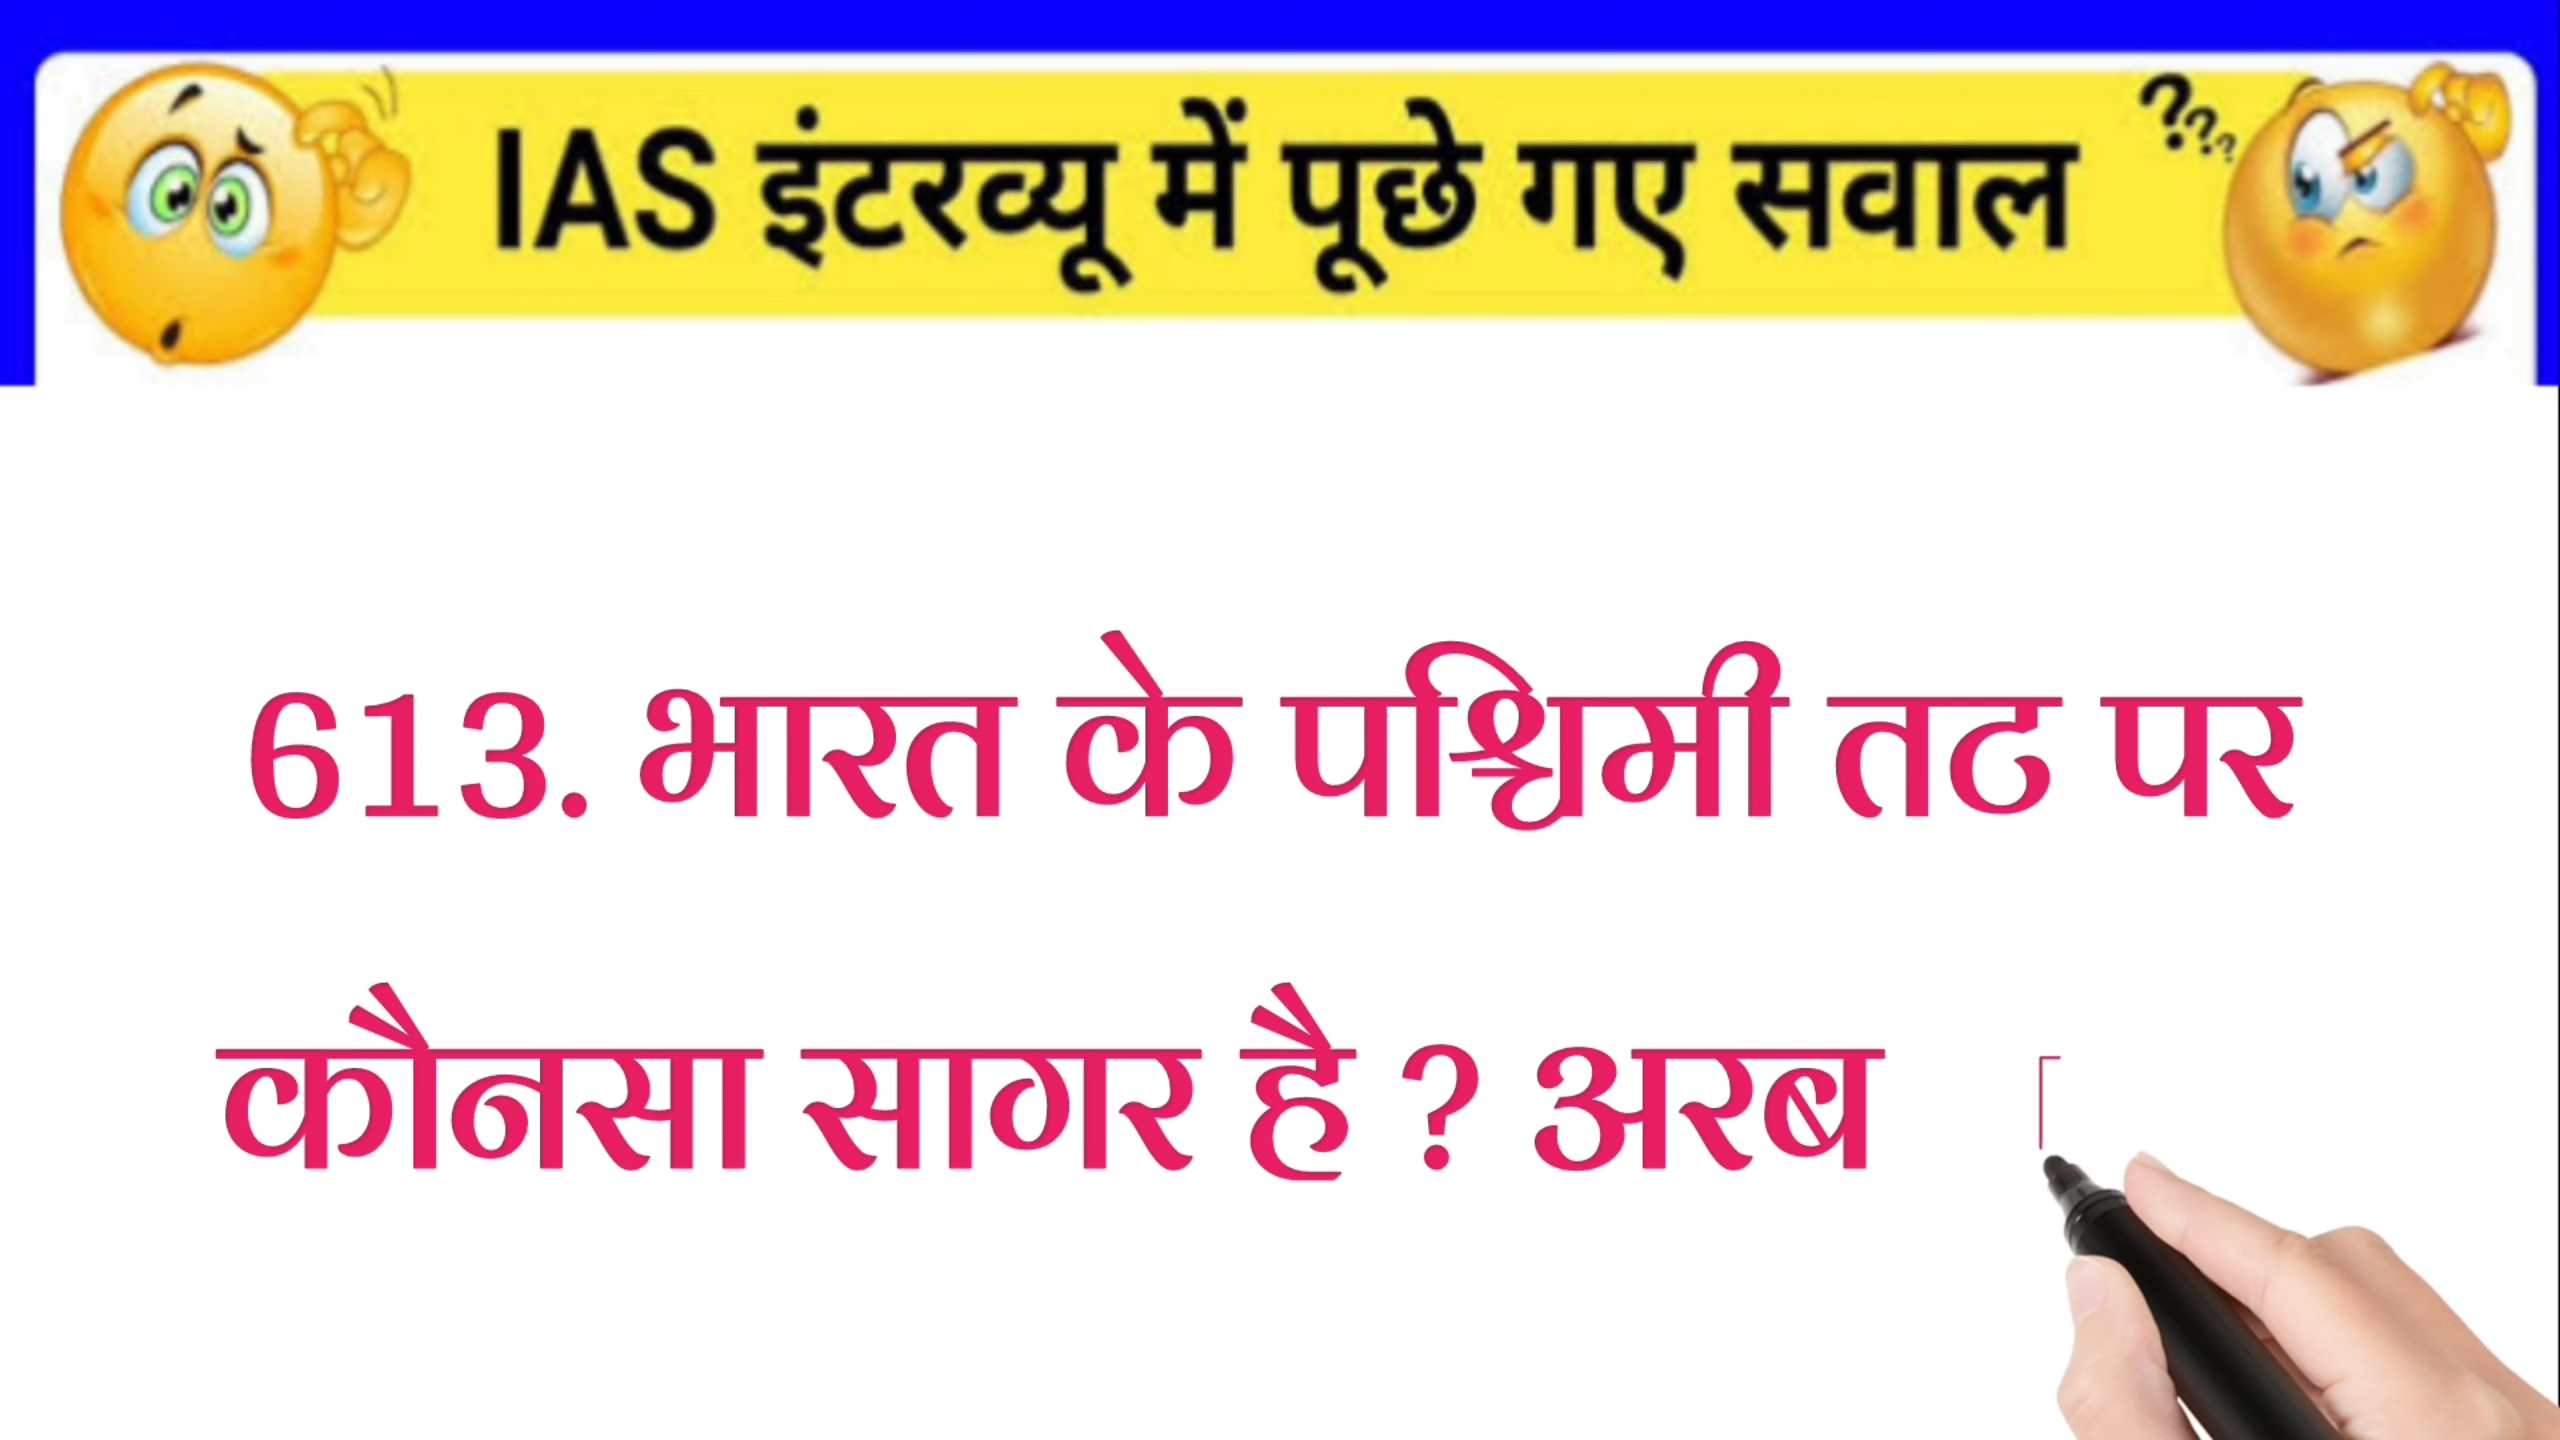 IAS इंटरव्यू में पूछे गए सवाल ???
613. भारत के पश्चिमी तट पर
कौनसा सागर है ? अरब